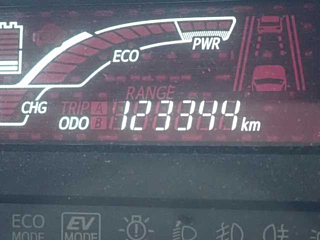 ECO
PWR
CHG
RANGE
TRIP A
ODO B 123344 km
ECO MODE
EV MODE